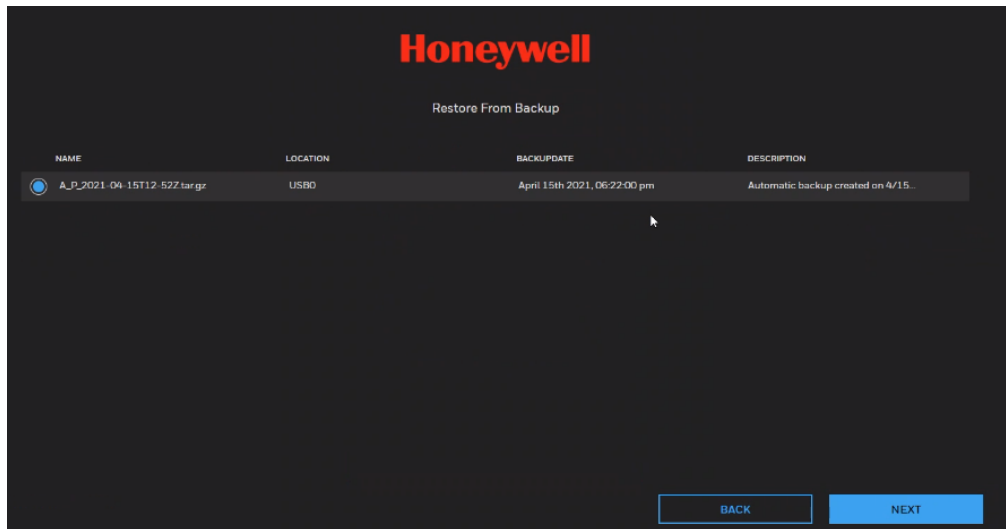 Honeywell
Restore From Backup
NAME LOCATION BACKUPDATE DESCRIPTION
A_P_2021-04-15T12-52Z.tar.gz USB0 April 15th 2021, 06:22:00 pm Automatic backup created on 4/15...
BACK NEXT